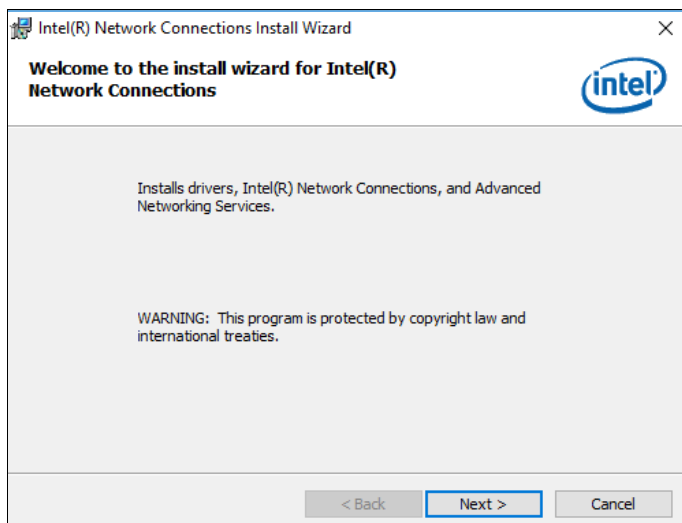 Intel(R) Network Connections Install Wizard
Welcome to the install wizard for Intel(R)
Network Connections
intel
Installs drivers, Intel(R) Network Connections, and Advanced
Networking Services.
WARNING: This program is protected by copyright law and
international treaties.
< Back
Next >
Cancel